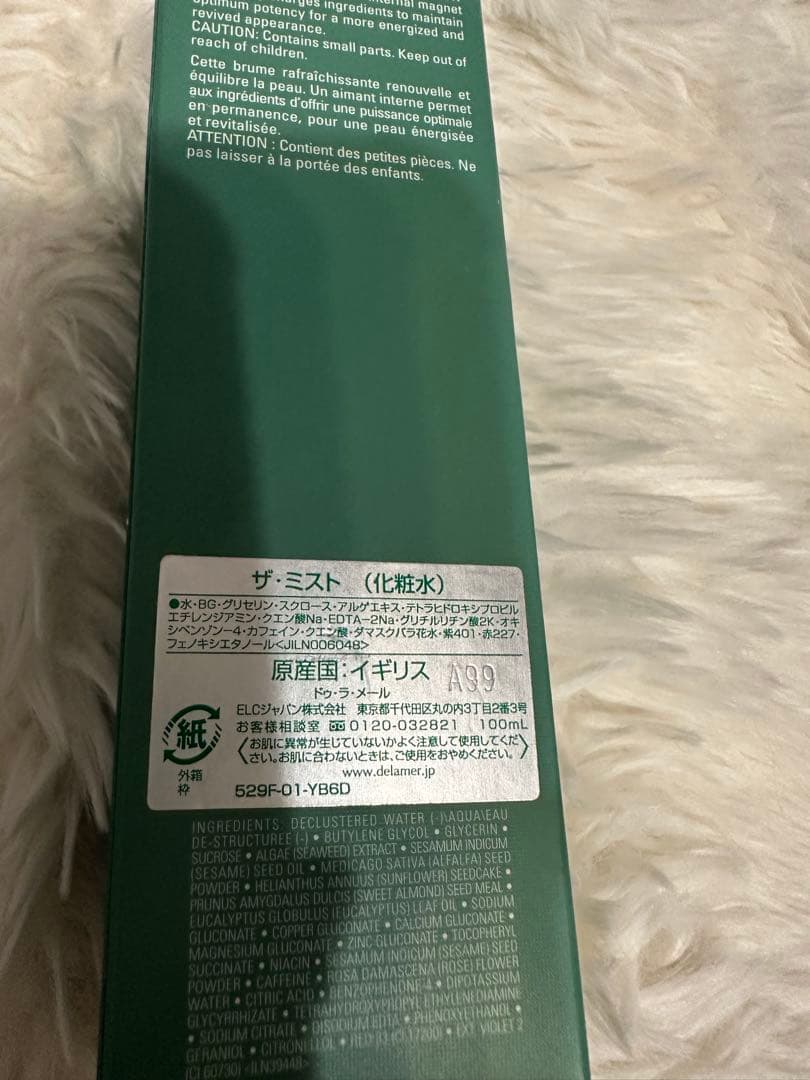 internal magnet
charges ingredients to maintain
optimum potency for a more energized and
revived appearance.
CAUTION: Contains small parts. Keep out of
reach of children.
Cette brume rafraîchissante renouvelle et
équilibre la peau. Un aimant interne permet
aux ingrédients d'offrir une puissance optimale
en permanence, pour une peau énergisée
et revitalisée.
ATTENTION : Contient des petites pièces. Ne
pas laisser à la portée des enfants.
ザ・ミスト (化粧水)
●水・BG・グリセリン・スクロース・アルゲエキス・テトラヒドロキシプロピル
エチレンジアミン・クエン酸Na・EDTA-2Na・グリチルリチン酸2K・オキ
シベンゾン-4・カフェイン・クエン酸・ダマスクバラ花水・紫401・赤227・
フェノキシエタノール<JILN006048>
原産国:イギリス A99
ドゥ・ラ・メール
ELCジャパン株式会社 東京都千代田区丸の内3丁目2番3号
お客様相談室 0120-032821 100mL
〈お肌に異常が生じていないかよく注意して使用してくだ
さい。お肌に合わないときは、ご使用をおやめください。〉
www.delamer.jp
紙
外箱
枠
529F-01-YB6D
INGREDIENTS: DECLUSTERED WATER (-)\AQUA\EAU
DE-STRUCTUREE (-) • BUTYLENE GLYCOL • GLYCERIN •
SUCROSE • ALGAE (SEAWEED) EXTRACT • SESAMUM INDICUM
(SESAME) SEED OIL • MEDICAGO SATIVA (ALFALFA) SEED
POWDER • HELIANTHUS ANNUUS (SUNFLOWER) SEEDCAKE •
PRUNUS AMYGDALUS DULCIS (SWEET ALMOND) SEED MEAL •
EUCALYPTUS GLOBULUS (EUCALYPTUS) LEAF OIL • SODIUM
GLUCONATE • COPPER GLUCONATE • CALCIUM GLUCONATE •
MAGNESIUM GLUCONATE • ZINC GLUCONATE • TOCOPHERYL
SUCCINATE • NIACIN • SESAMUM INDICUM (SESAME) SEED
POWDER • CAFFEINE • ROSA DAMASCENA (ROSE) FLOWER
WATER • CITRIC ACID • BENZOPHENONE-4 • DIPOTASSIUM
GLYCYRRHIZATE • TETRAHYDROXYPROPYL ETHYLENEDIAMINE
• SODIUM CITRATE • DISODIUM EDTA • PHENOXYETHANOL •
GERANIOL • CITRONELLOL • RED 33 (CI 17200) • EXT. VIOLET 2
(CI 60730) <ILN39448>